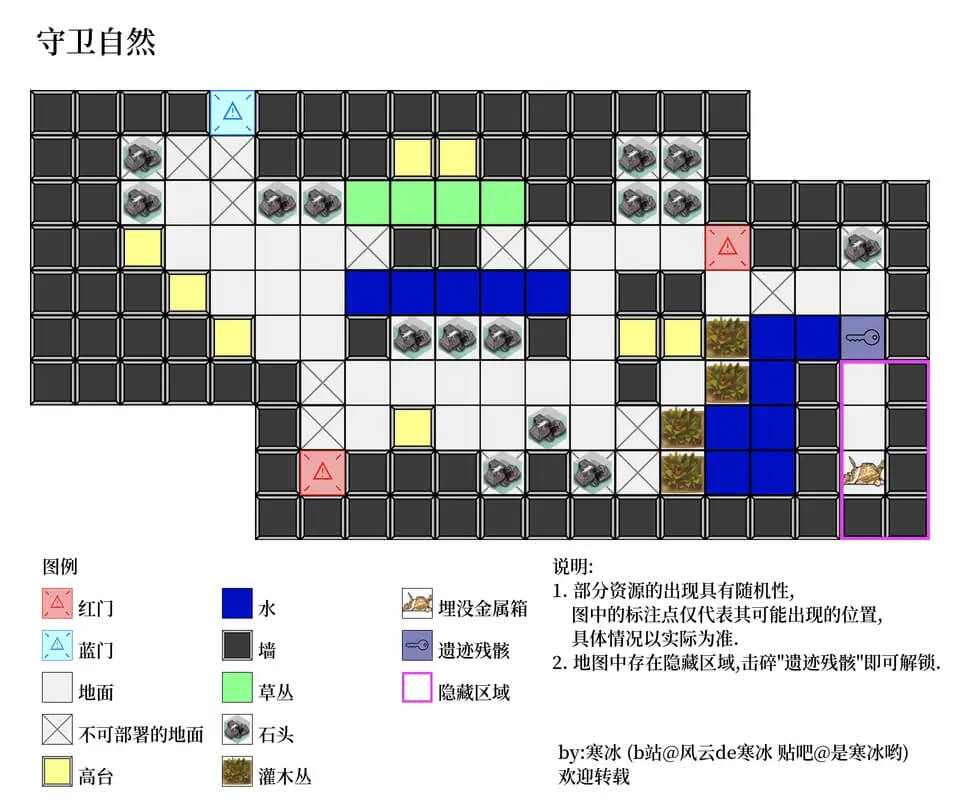 守卫自然
图例
红门
蓝门
地面
不可部署的地面
高台
水
墙
草丛
石头
灌木丛
埋没金属箱
遗迹残骸
隐藏区域
说明:
1. 部分资源的出现具有随机性,
图中的标注点仅代表其可能出现的位置,
具体情况以实际为准.
2. 地图中存在隐藏区域,击碎"遗迹残骸"即可解锁.
by:寒冰 (b站@风云de寒冰 贴吧@是寒冰哟)
欢迎转载